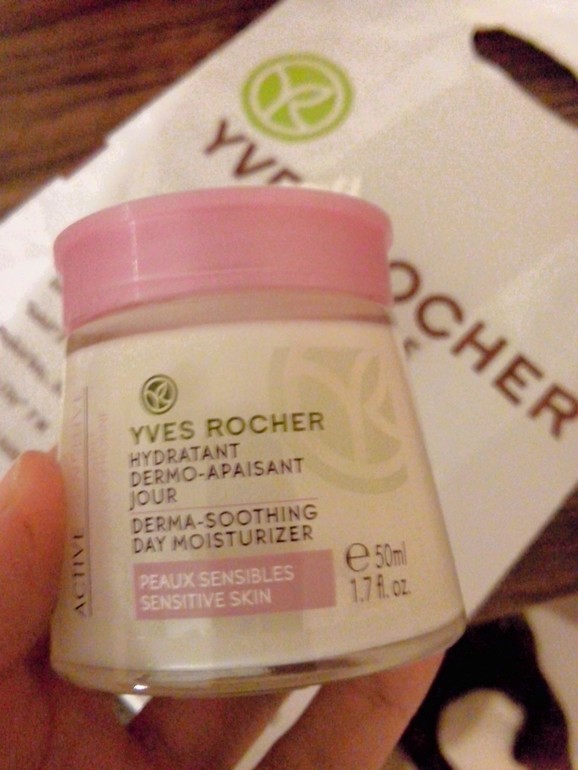 YVES ROCHER
YVES ROCHER
HYDRATANT
DERMO-APAISANT
JOUR
DERMA-SOOTHING
DAY MOISTURIZER
PEAUX SENSIBLES
SENSITIVE SKIN
e 50ml
1.7 fl. oz.
ACTIVE